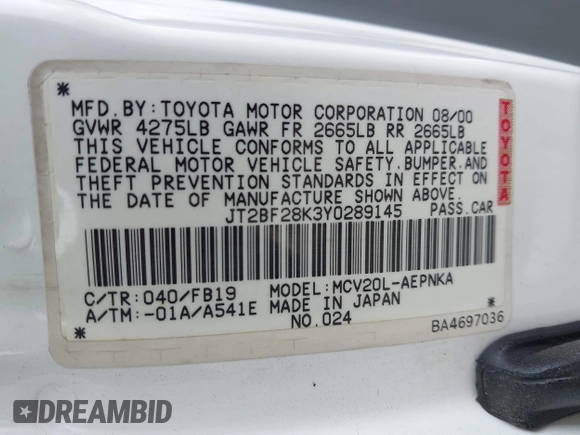 MFD. BY: TOYOTA MOTOR CORPORATION 08/00
GVWR 4275LB GAWR FR 2665LB RR 2665LB
THIS VEHICLE CONFORMS TO ALL APPLICABLE
FEDERAL MOTOR VEHICLE SAFETY, BUMPER, AND
THEFT PREVENTION STANDARDS IN EFFECT ON
THE DATE OF MANUFACTURE SHOWN ABOVE.
JT2BF28K3Y0289145 PASS. CAR
TOYOTA
C/TR: 040/FB19 MODEL: MCV20L-AEPNKA
A/TM: -01A/A541E MADE IN JAPAN
NO. 024
BA4697036
DREAMBID